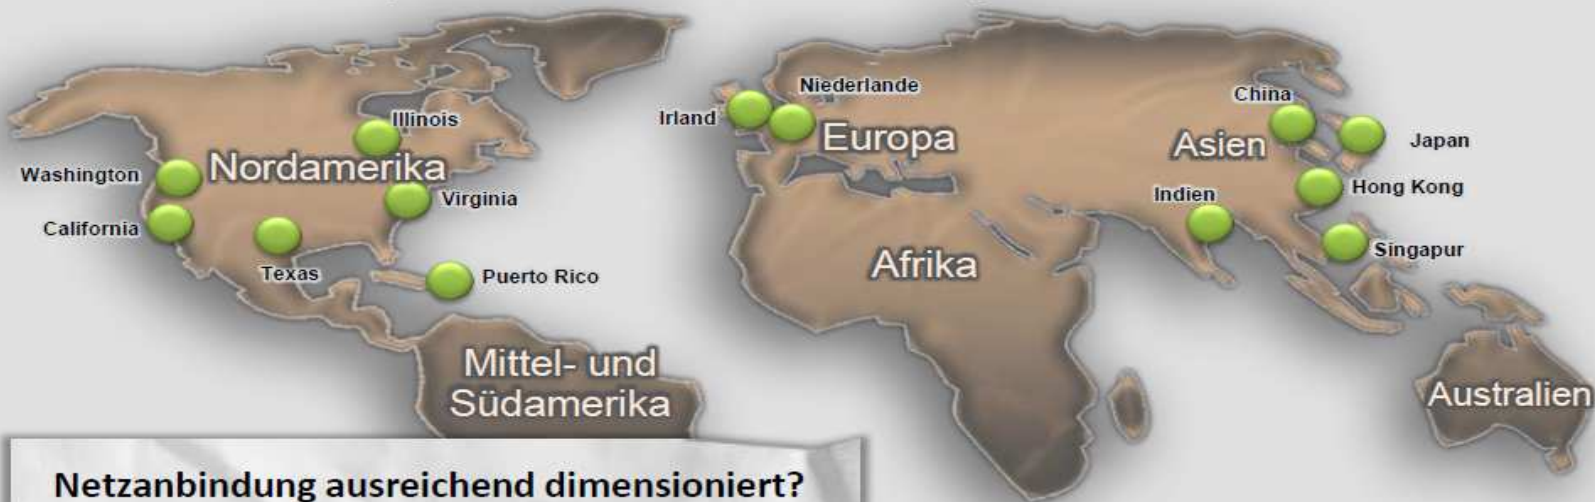 Illinois
Nordamerika
Washington
Virginia
California
Texas
Puerto Rico
Mittel- und
Südamerika
Niederlande
Irland
Europa
Afrika
China
Asien
Japan
Indien
Hong Kong
Singapur
Australien
Netzanbindung ausreichend dimensioniert?